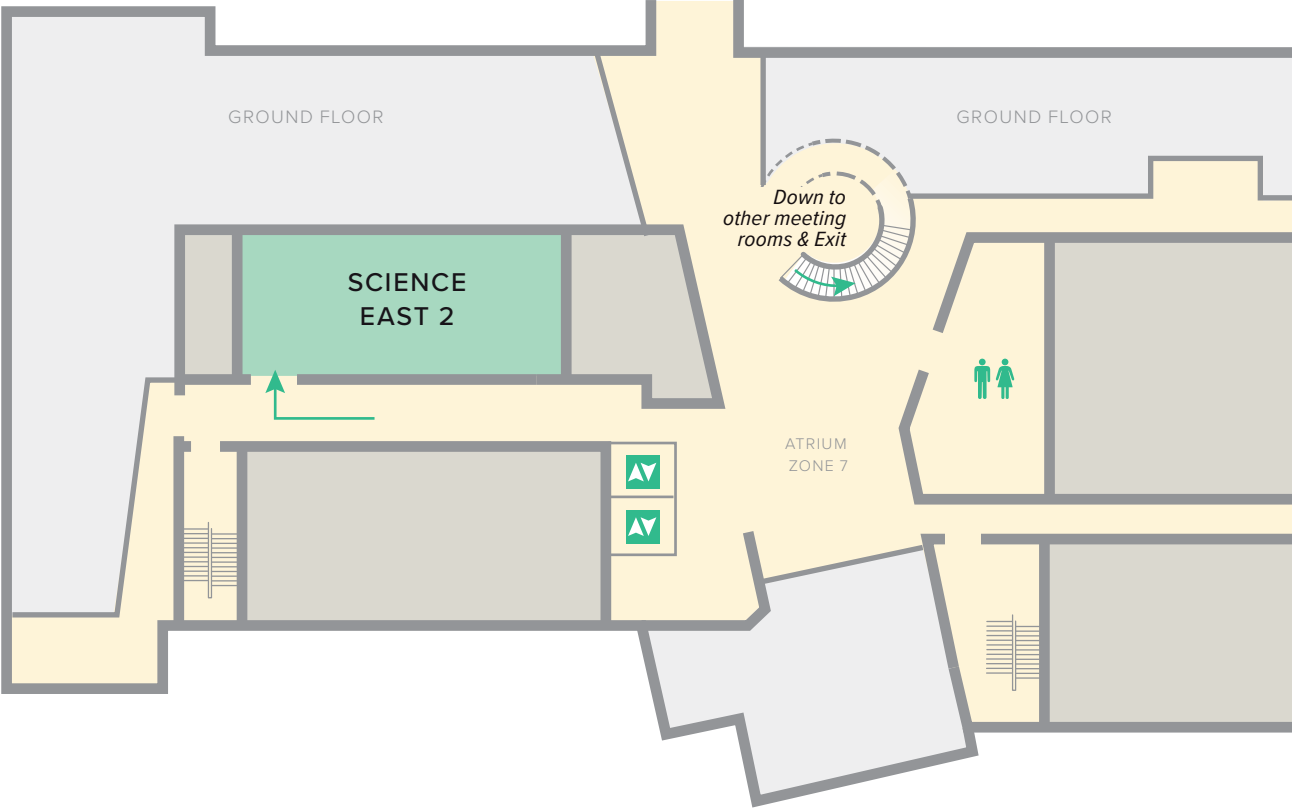 GROUND FLOOR
GROUND FLOOR
Down to
other meeting
rooms & Exit
SCIENCE
EAST 2
ATRIUM
ZONE 7